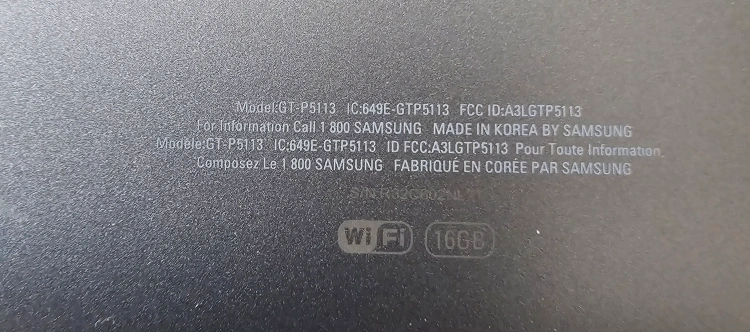 Model:GT-P5113 IC:649E-GTP5113 FCC ID:A3LGTP5113
For Information Call 1 800 SAMSUNG MADE IN KOREA BY SAMSUNG
Modèle:GT-P5113 IC:649E-GTP5113 ID FCC:A3LGTP5113 Pour Toute Information,
Composez Le 1 800 SAMSUNG FABRIQUÉ EN CORÉE PAR SAMSUNG
S/N
WiFi 16GB